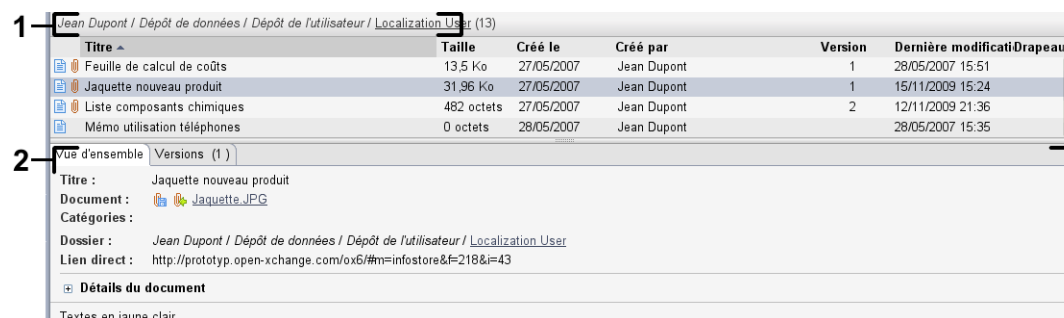 1 Jean Dupont / Dépôt de données / Dépôt de l'utilisateur / Localization User (13)
Titre Taille Créé le Créé par Version Dernière modificati Drapeau
Feuille de calcul de coûts 13,5 Ko 27/05/2007 Jean Dupont 1 28/05/2007 15:51
Jaquette nouveau produit 31,96 Ko 27/05/2007 Jean Dupont 1 15/11/2009 15:24
Liste composants chimiques 482 octets 27/05/2007 Jean Dupont 2 12/11/2009 21:36
Mémo utilisation téléphones 0 octets 28/05/2007 Jean Dupont 28/05/2007 15:35
2 Vue d'ensemble Versions (1 )
Titre : Jaquette nouveau produit
Document : Jaquette.JPG
Catégories :
Dossier : Jean Dupont / Dépôt de données / Dépôt de l'utilisateur / Localization User
Lien direct : http://prototyp.open-xchange.com/ox6/#m=infostore&f=218&i=43
Détails du document
Textes en jaune clair